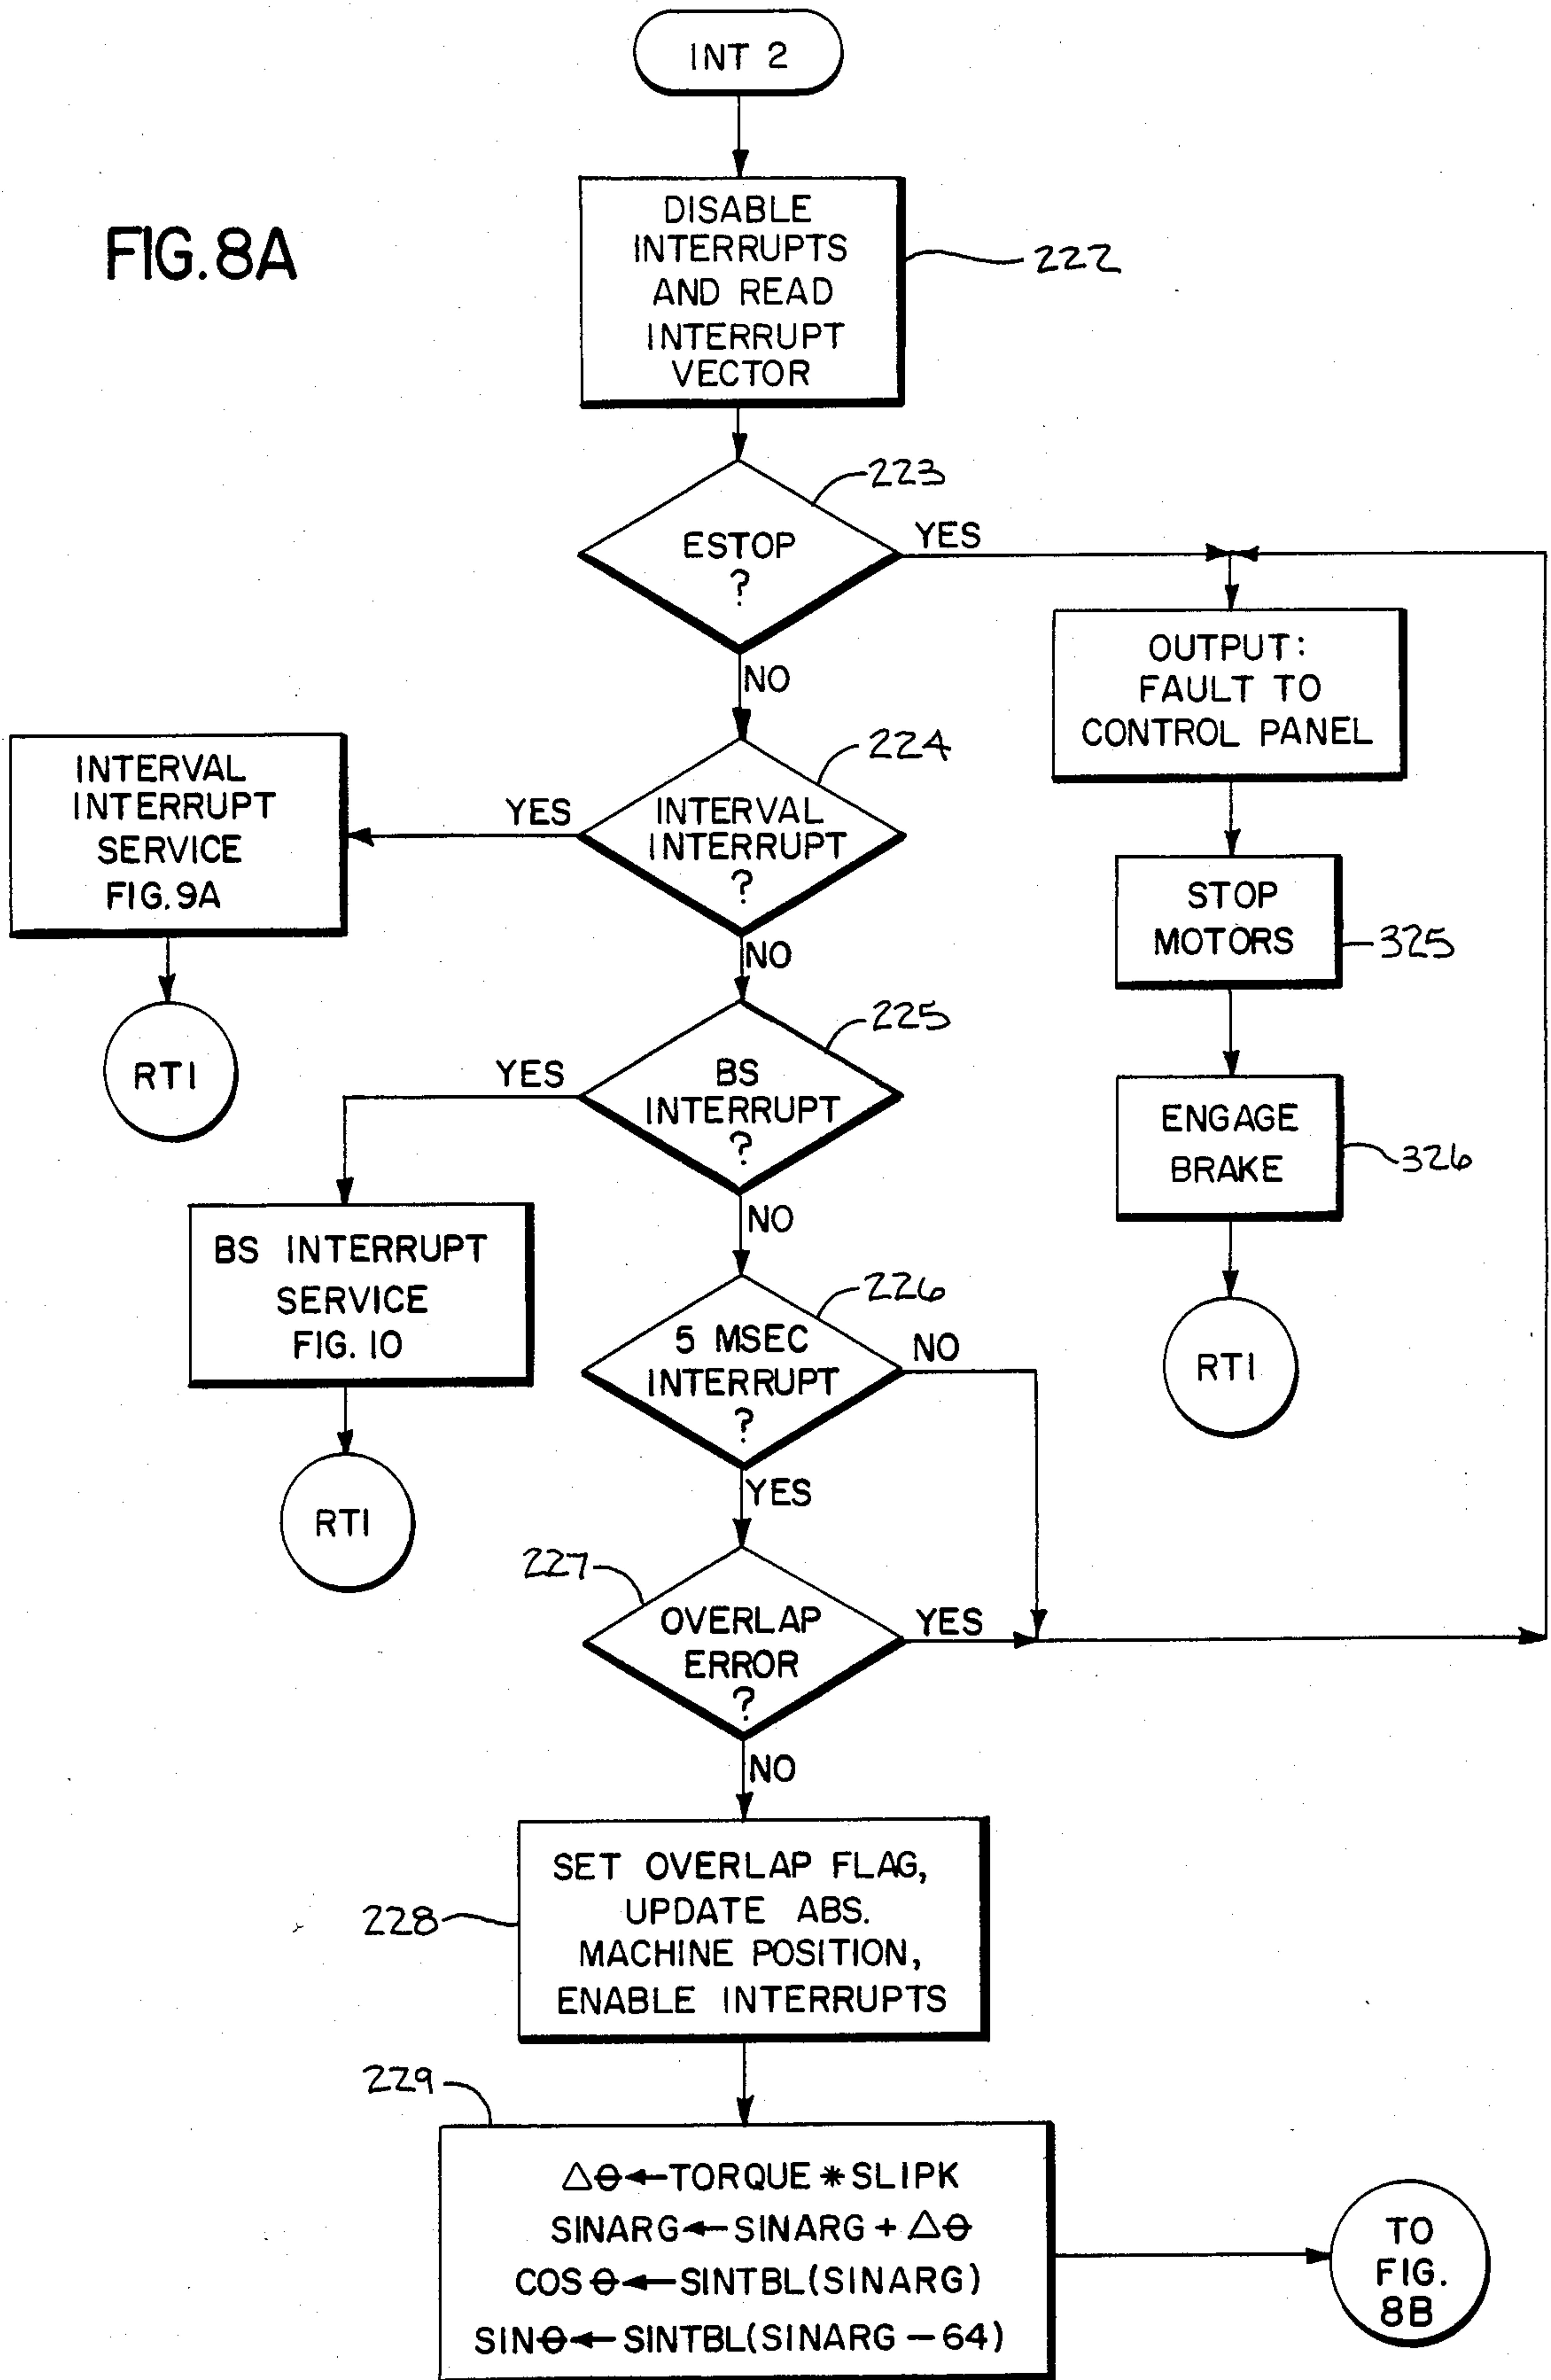 INT 2
FIG.8A
DISABLE
INTERRUPTS
AND READ
INTERRUPT
VECTOR
222
223
ESTOP
?
YES
NO
OUTPUT:
FAULT TO
CONTROL PANEL
224
INTERVAL
INTERRUPT
?
YES
NO
INTERVAL
INTERRUPT
SERVICE
FIG.9A
RTI
STOP
MOTORS
325
225
BS
INTERRUPT
?
YES
NO
ENGAGE
BRAKE
326
RTI
BS INTERRUPT
SERVICE
FIG. 10
RTI
226
5 MSEC
INTERRUPT
?
NO
YES
227
OVERLAP
ERROR
?
YES
NO
228
SET OVERLAP FLAG,
UPDATE ABS.
MACHINE POSITION,
ENABLE INTERRUPTS
229
△θ←TORQUE * SLIPK
SINARG←SINARG + △θ
COS θ←SINTBL(SINARG)
SINθ←SINTBL(SINARG −64)
TO
FIG.
8B